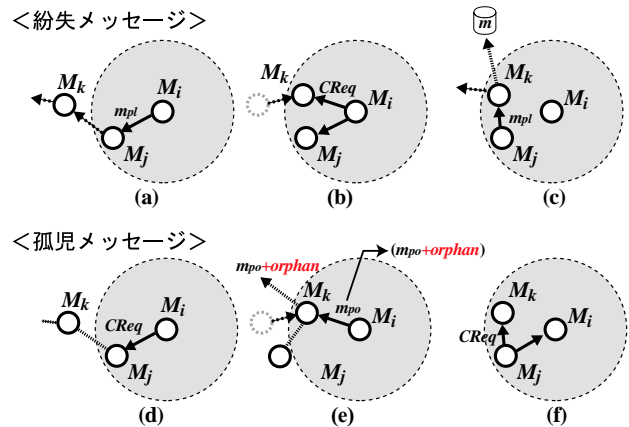 <紛失メッセージ>
Mk
mpl
Mi
Mj
(a)
Mk
CReq
Mi
Mj
(b)
m
Mk
mpl
Mi
Mj
(c)
<孤児メッセージ>
Mk
CReq
Mi
Mj
(d)
(mpo+orphan)
mpo+orphan
Mk
mpo
Mi
Mj
(e)
Mk
Mi
CReq
Mj
(f)